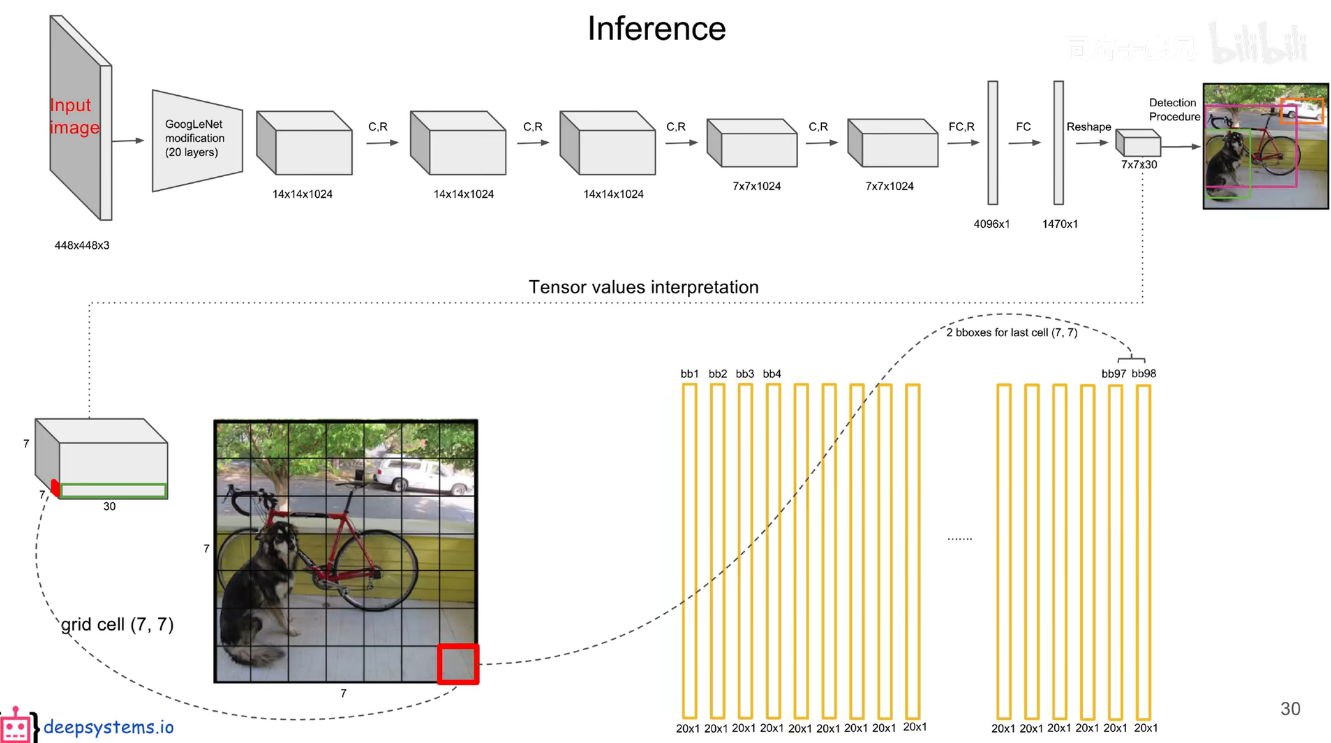 Inference
bilibili
Input
image
448x448x3
GoogLeNet
modification
(20 layers)
14x14x1024
C,R
14x14x1024
C,R
14x14x1024
C,R
7x7x1024
C,R
7x7x1024
FC,R
4096x1
FC
1470x1
Reshape
7x7x30
Detection
Procedure
Tensor values interpretation
2 bboxes for last cell (7, 7)
bb1 bb2 bb3 bb4
bb97 bb98
7
7
30
7
7
grid cell (7, 7)
.......
20x1 20x1 20x1 20x1 20x1 20x1 20x1 20x1 20x1
20x1 20x1 20x1 20x1 20x1 20x1
30
deepsystems.io